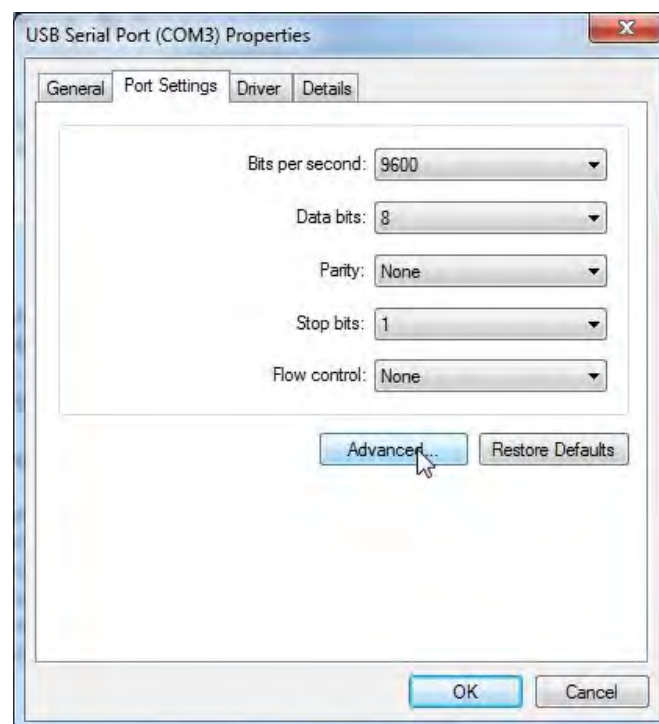 USB Serial Port (COM3) Properties
General Port Settings Driver Details
Bits per second: 9600
Data bits: 8
Parity: None
Stop bits: 1
Flow control: None
Advanced... Restore Defaults
OK Cancel